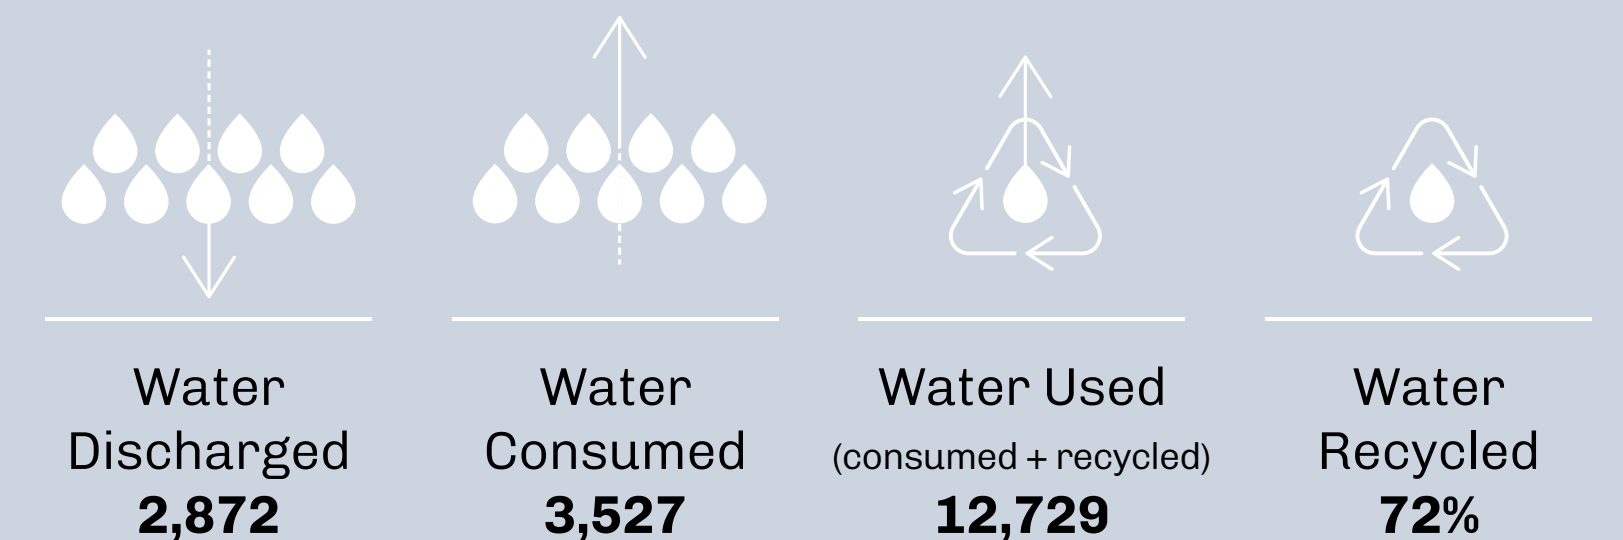 Water
Discharged
2,872
Water
Consumed
3,527
Water Used
(consumed + recycled)
12,729
Water
Recycled
72%